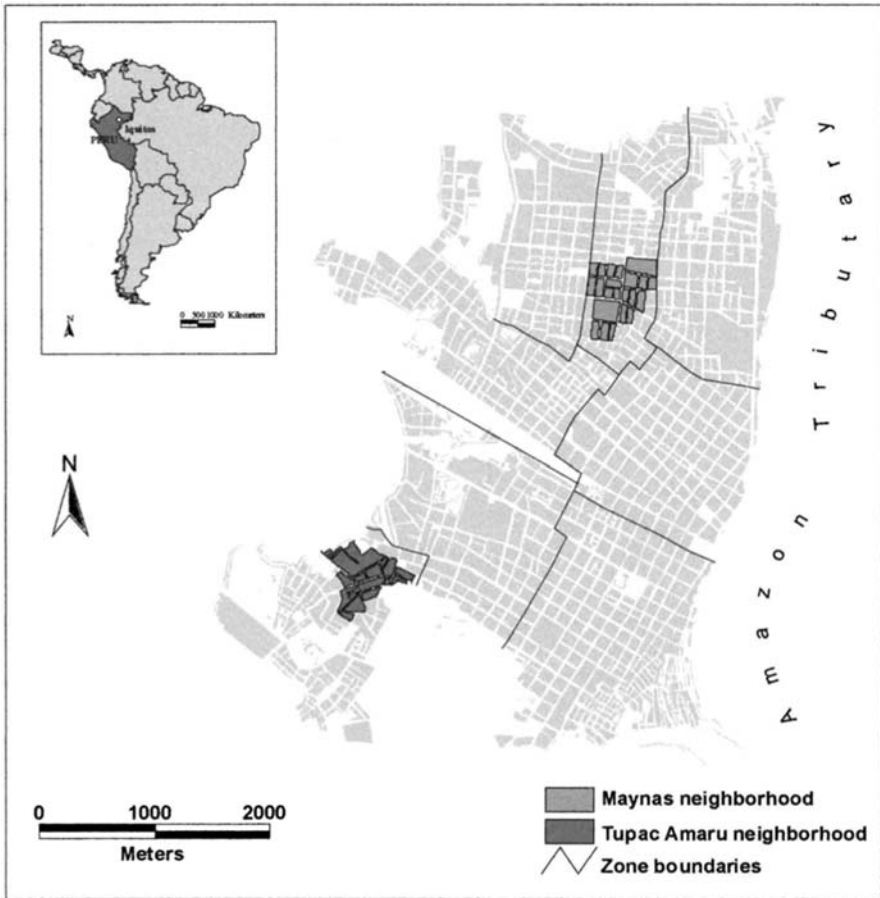 Iquitos
PERU
N
0 500 1000 Kilometers
Amazon Tributary
N
0 1000 2000
Meters
Maynas neighborhood
Tupac Amaru neighborhood
Zone boundaries